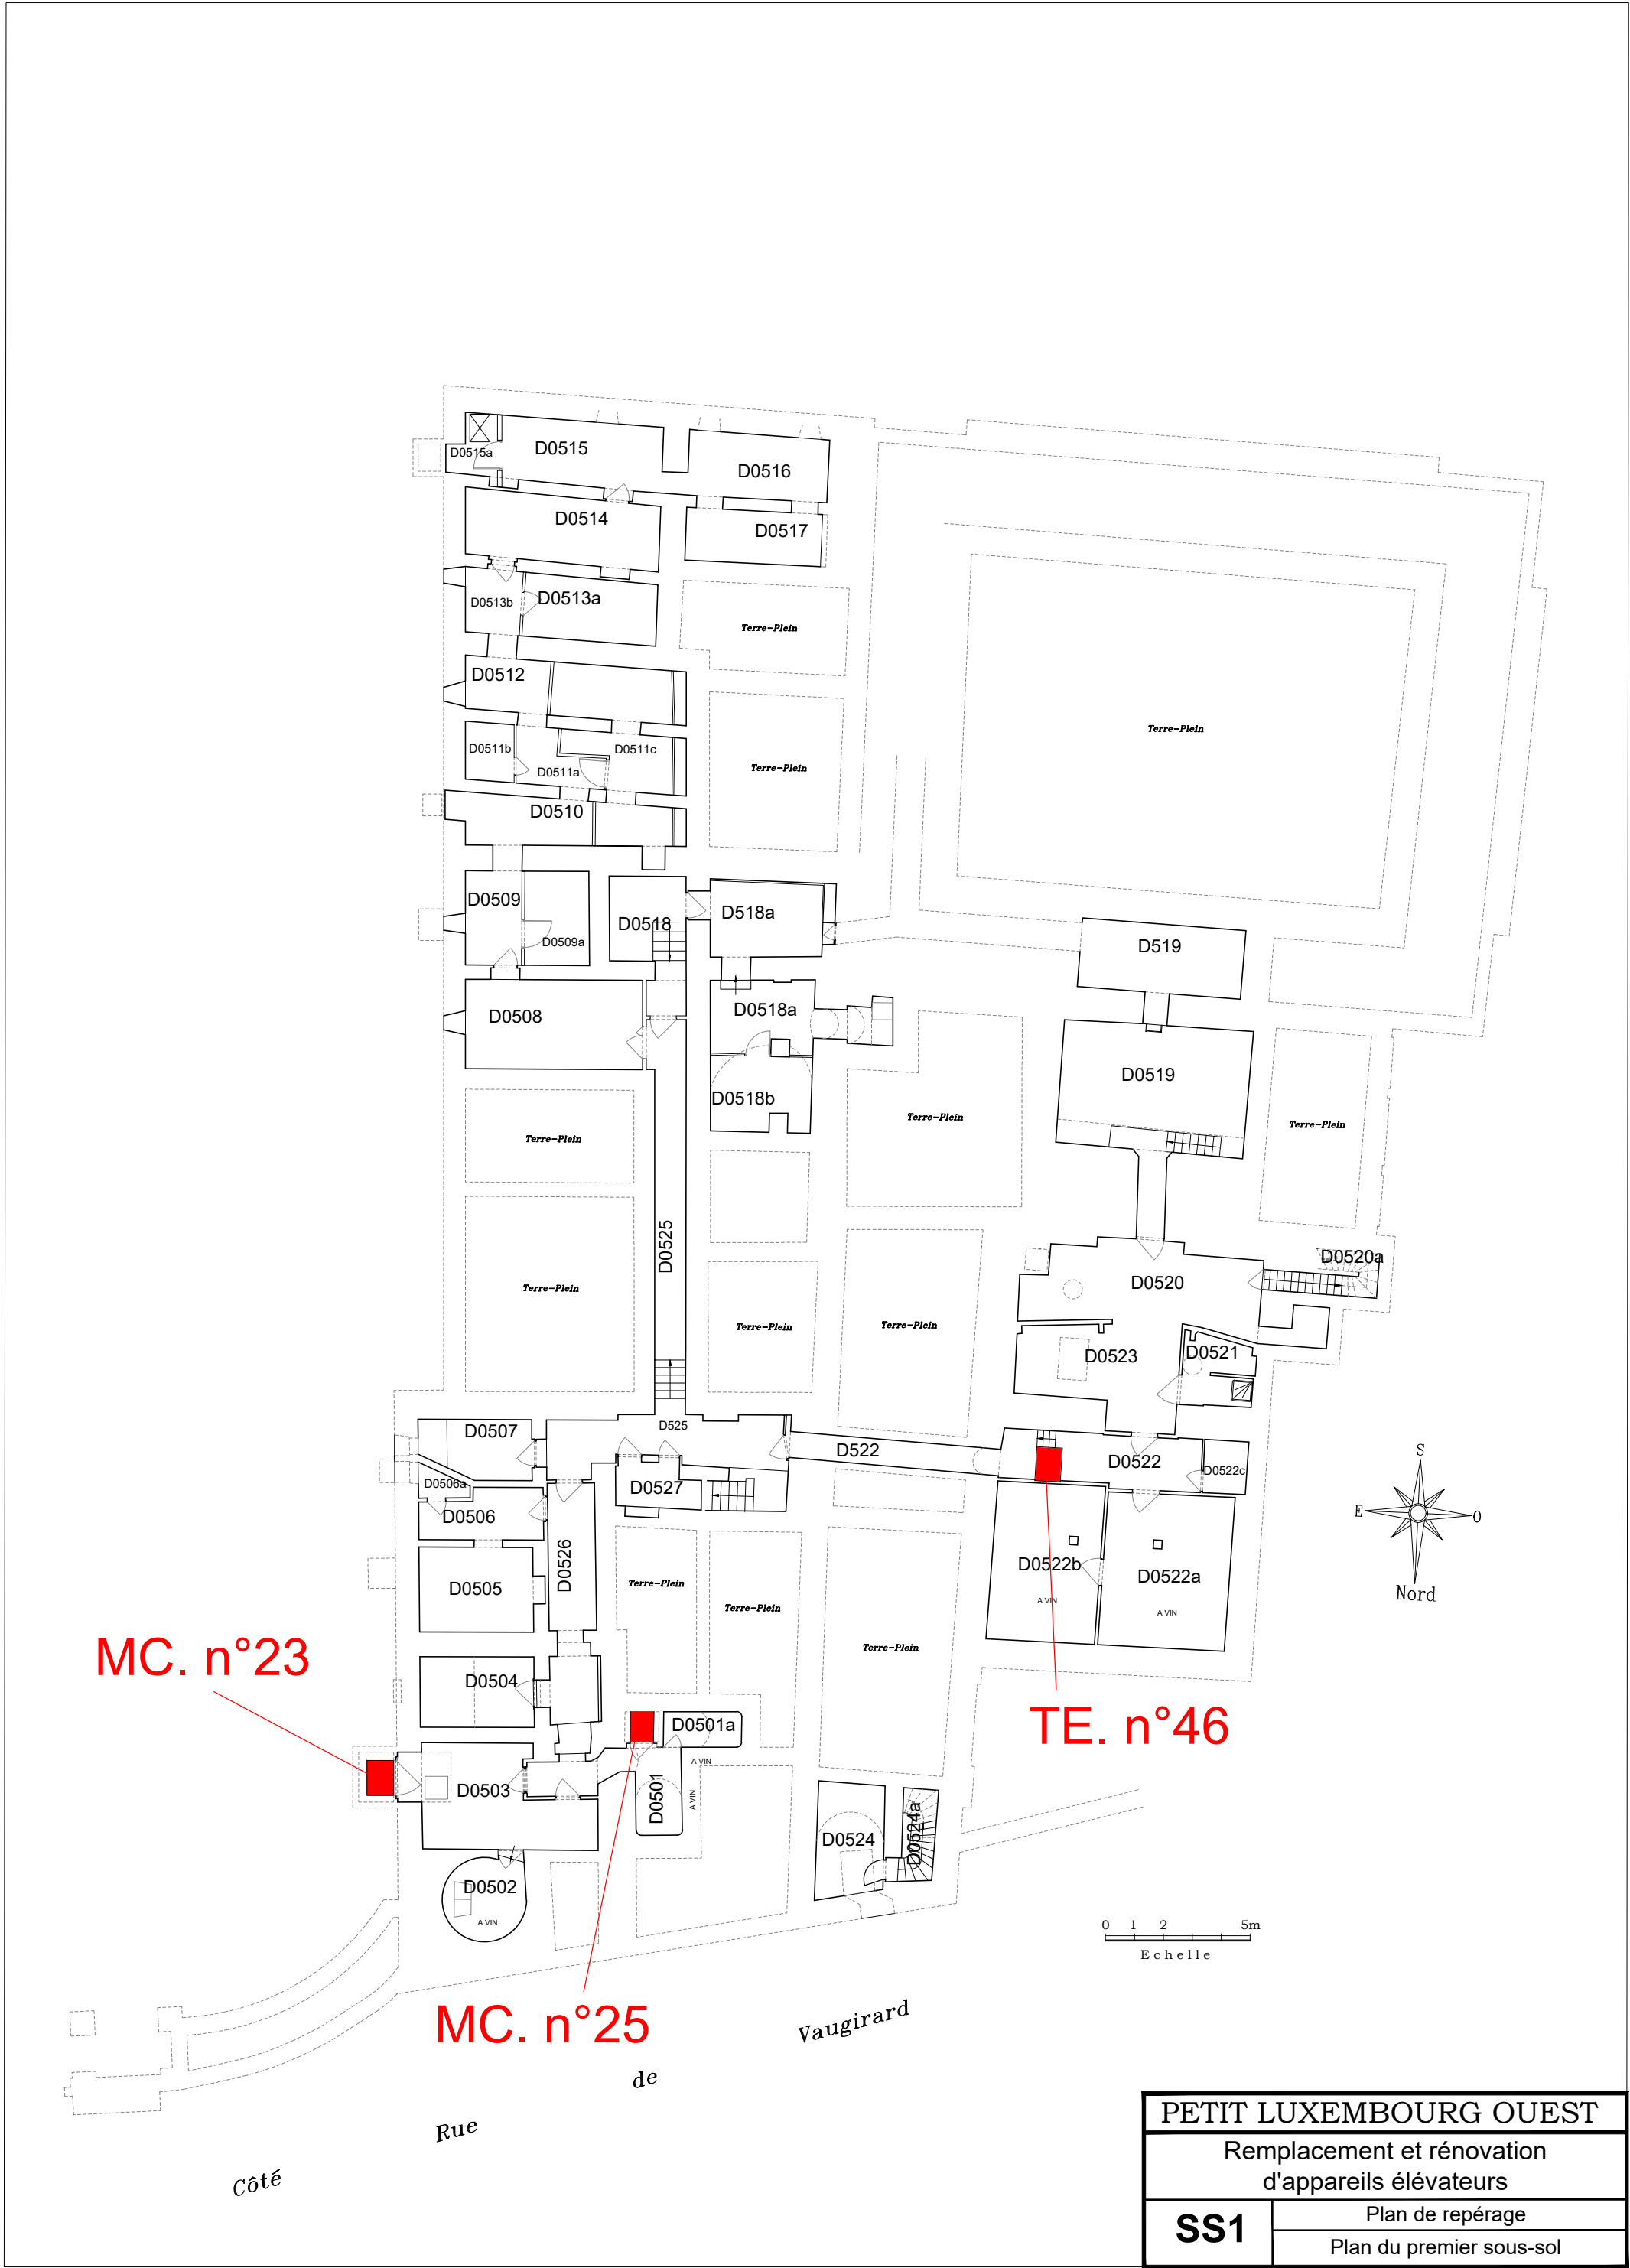 D0515a
D0515
D0516
D0514
D0517
D0513b
D0513a
Terre-Plein
D0512
Terre-Plein
D0511b
D0511c
D0511a
Terre-Plein
D0510
D0509
D0518
D518a
D0509a
D519
D0508
D0518a
D0519
D0518b
Terre-Plein
Terre-Plein
Terre-Plein
D0525
D0520a
D0520
Terre-Plein
Terre-Plein
Terre-Plein
D0523
D0521
D525
D0507
D522
D0522
D0522c
D0506a
D0527
D0506
S
E
O
Nord
D0526
D0505
Terre-Plein
Terre-Plein
D0522b
A VIN
D0522a
A VIN
Terre-Plein
MC. n°23
D0504
D0501a
A VIN
TE. n°46
D0503
D0501
A VIN
D0524
D0524a
D0502
A VIN
0 1 2 5m
Echelle
MC. n°25
Côté Rue de Vaugirard
PETIT LUXEMBOURG OUEST
Remplacement et rénovation
d'appareils élévateurs
SS1
Plan de repérage
Plan du premier sous-sol